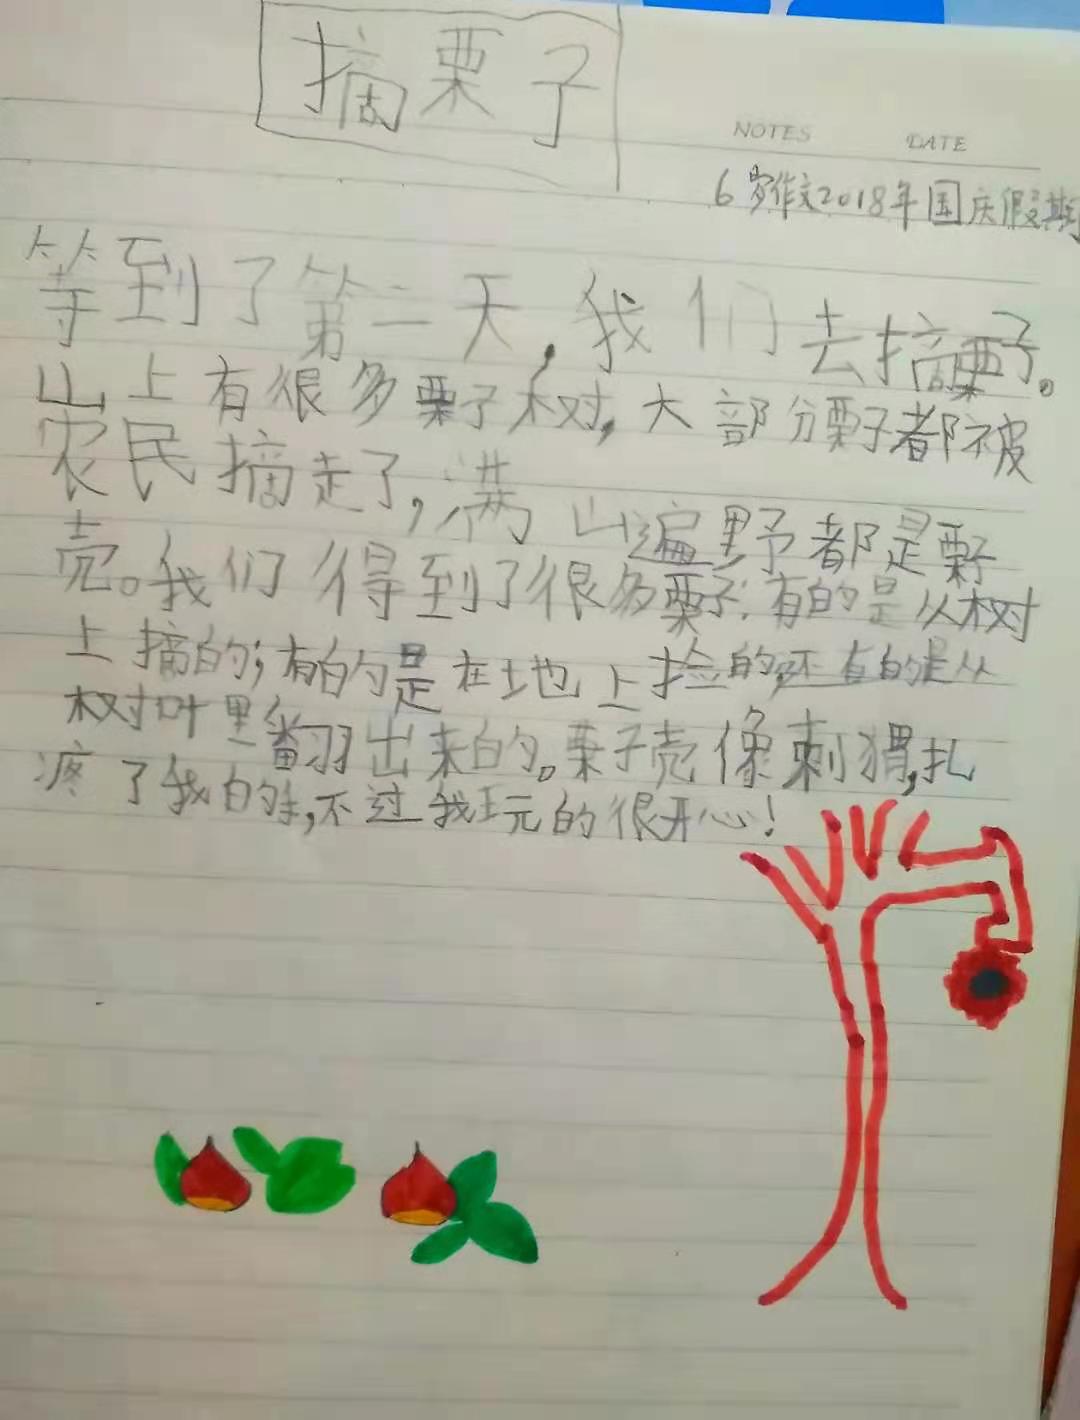 摘栗子
NOTES DATE
6岁作文2018年国庆假期
等到了第二天,我们去摘栗子。
山上有很多栗子树,大部分栗子都被
农民摘走了,满山遍野都是栗子
壳。我们得到了很多栗子:有的是从树
上摘的;有的是在地上捡的还有的是从
树叶里翻出来的。栗子壳像刺猬,扎
疼了我的手,不过我玩的很开心!